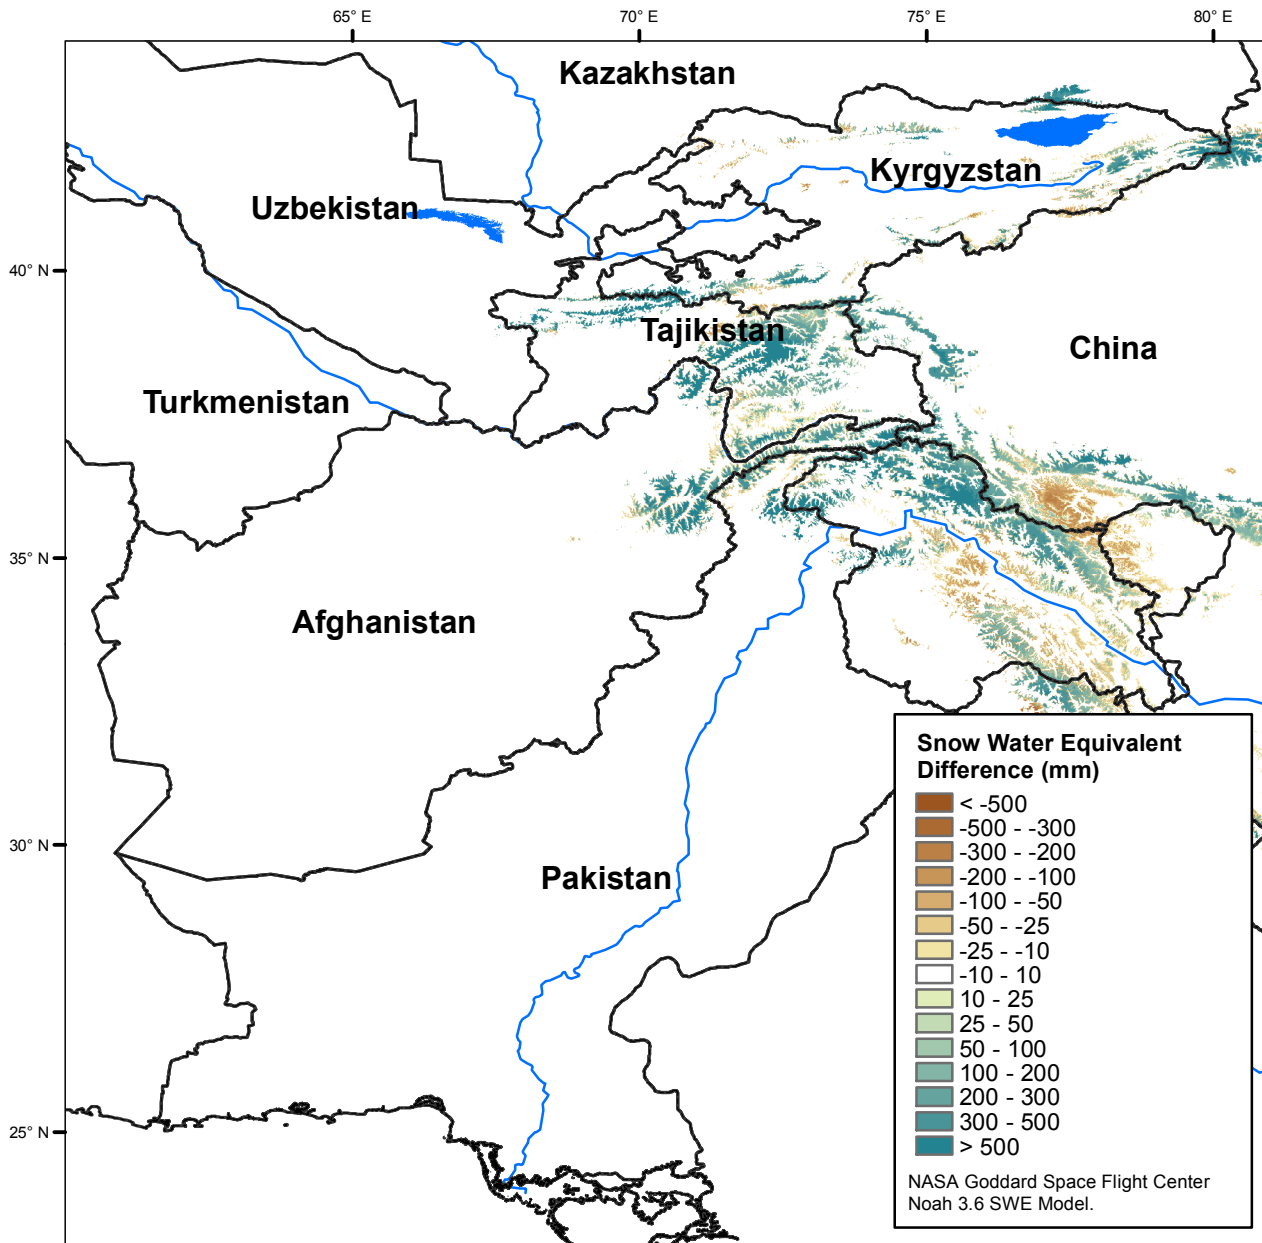 65° E
70° E
75° E
80° E
Kazakhstan
Kyrgyzstan
Uzbekistan
40° N
Tajikistan
China
Turkmenistan
35° N
Afghanistan
30° N
Pakistan
25° N
Snow Water Equivalent
Difference (mm)
< -500
-500 - -300
-300 - -200
-200 - -100
-100 - -50
-50 - -25
-25 - -10
-10 - 10
10 - 25
25 - 50
50 - 100
100 - 200
200 - 300
300 - 500
> 500
NASA Goddard Space Flight Center
Noah 3.6 SWE Model.